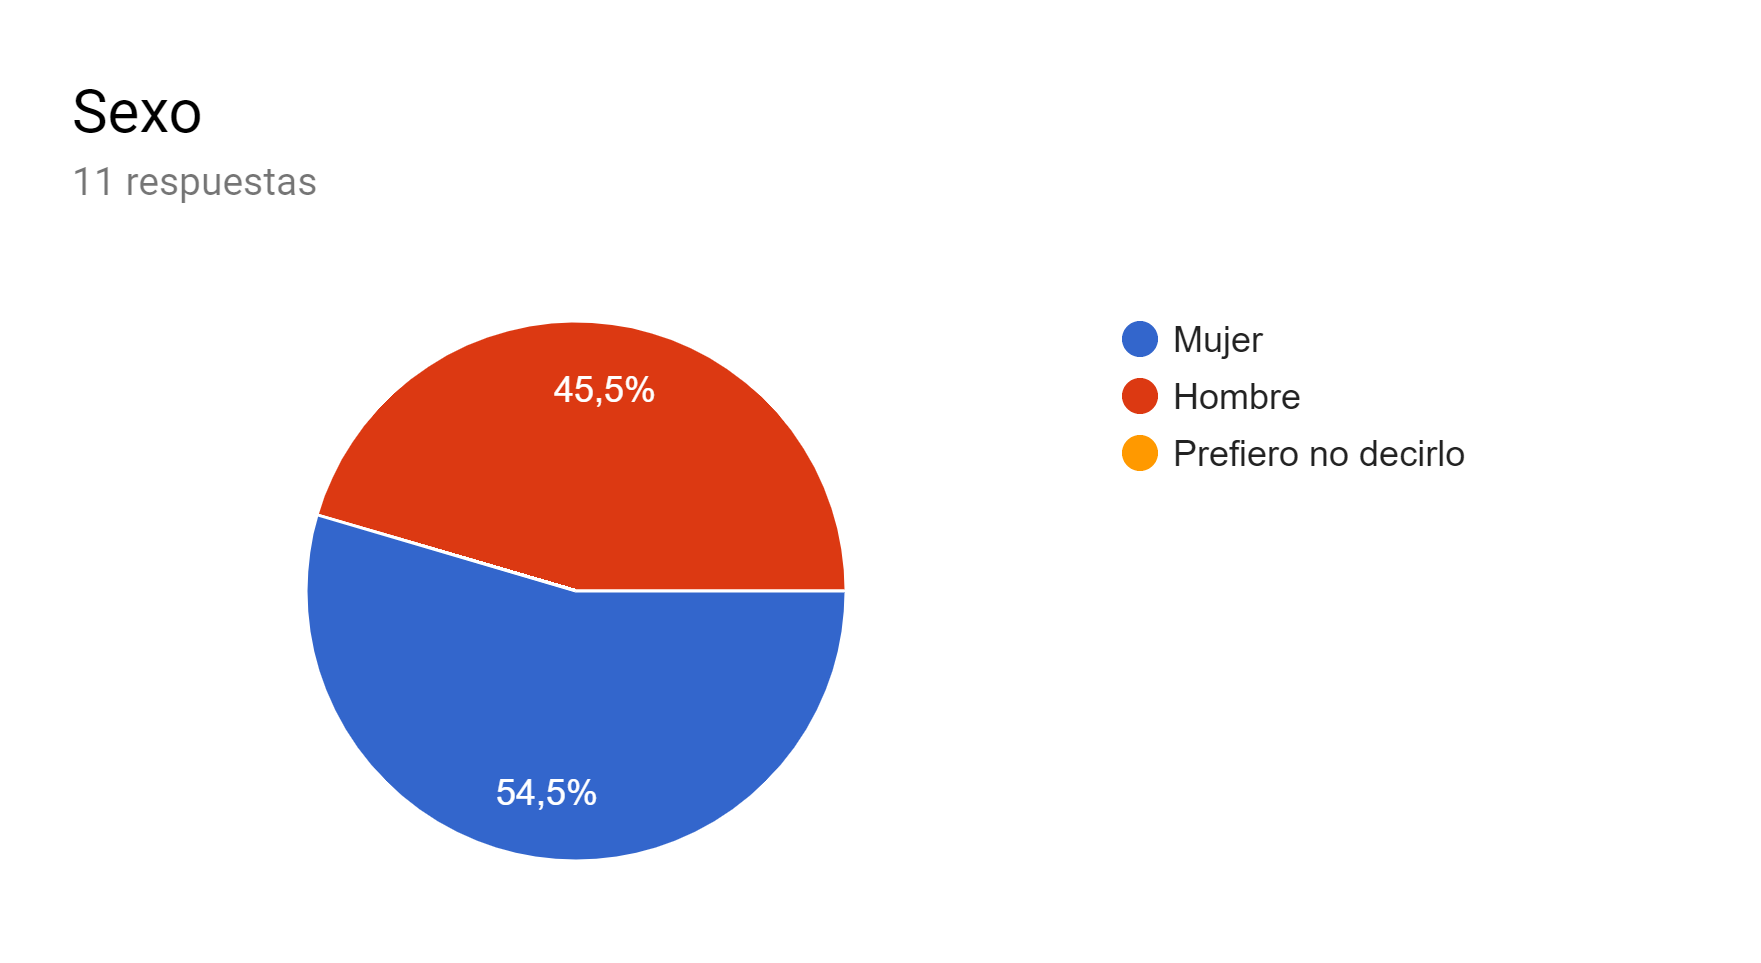 Sexo
11 respuestas
45,5%
54,5%
Mujer
Hombre
Prefiero no decirlo